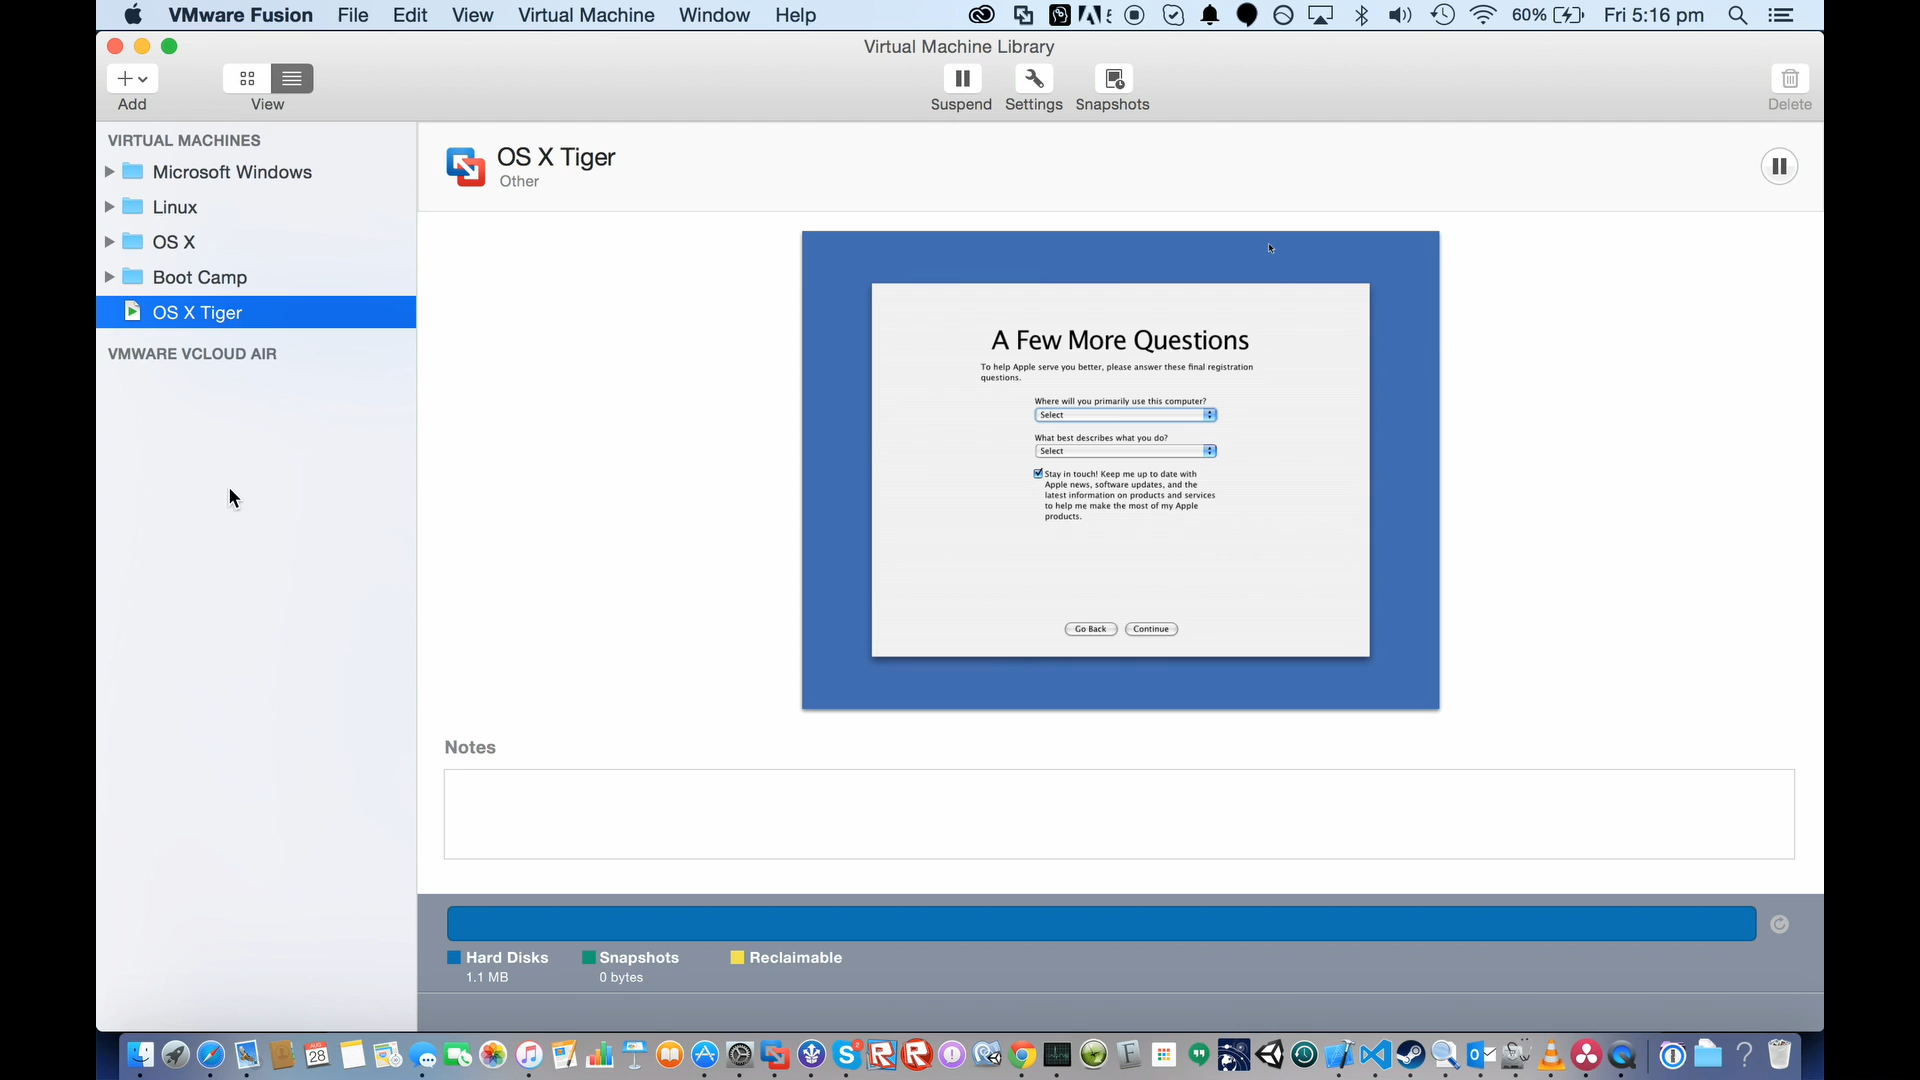 VMware Fusion File Edit View Virtual Machine Window Help 60% Fri 5:16 pm
Virtual Machine Library
Add View Suspend Settings Snapshots Delete
VIRTUAL MACHINES
Microsoft Windows
Linux
OS X
Boot Camp
OS X Tiger
VMWARE VCLOUD AIR
OS X Tiger
Other
A Few More Questions
To help Apple serve you better, please answer these final registration
questions.
Where will you primarily use this computer?
Select
What best describes what you do?
Select
Stay in touch! Keep me up to date with
Apple news, software updates, and the
latest information on products and services
to help me make the most of my Apple
products.
Go Back Continue
Notes
Hard Disks Snapshots Reclaimable
1.1 MB 0 bytes
AUG
28
2